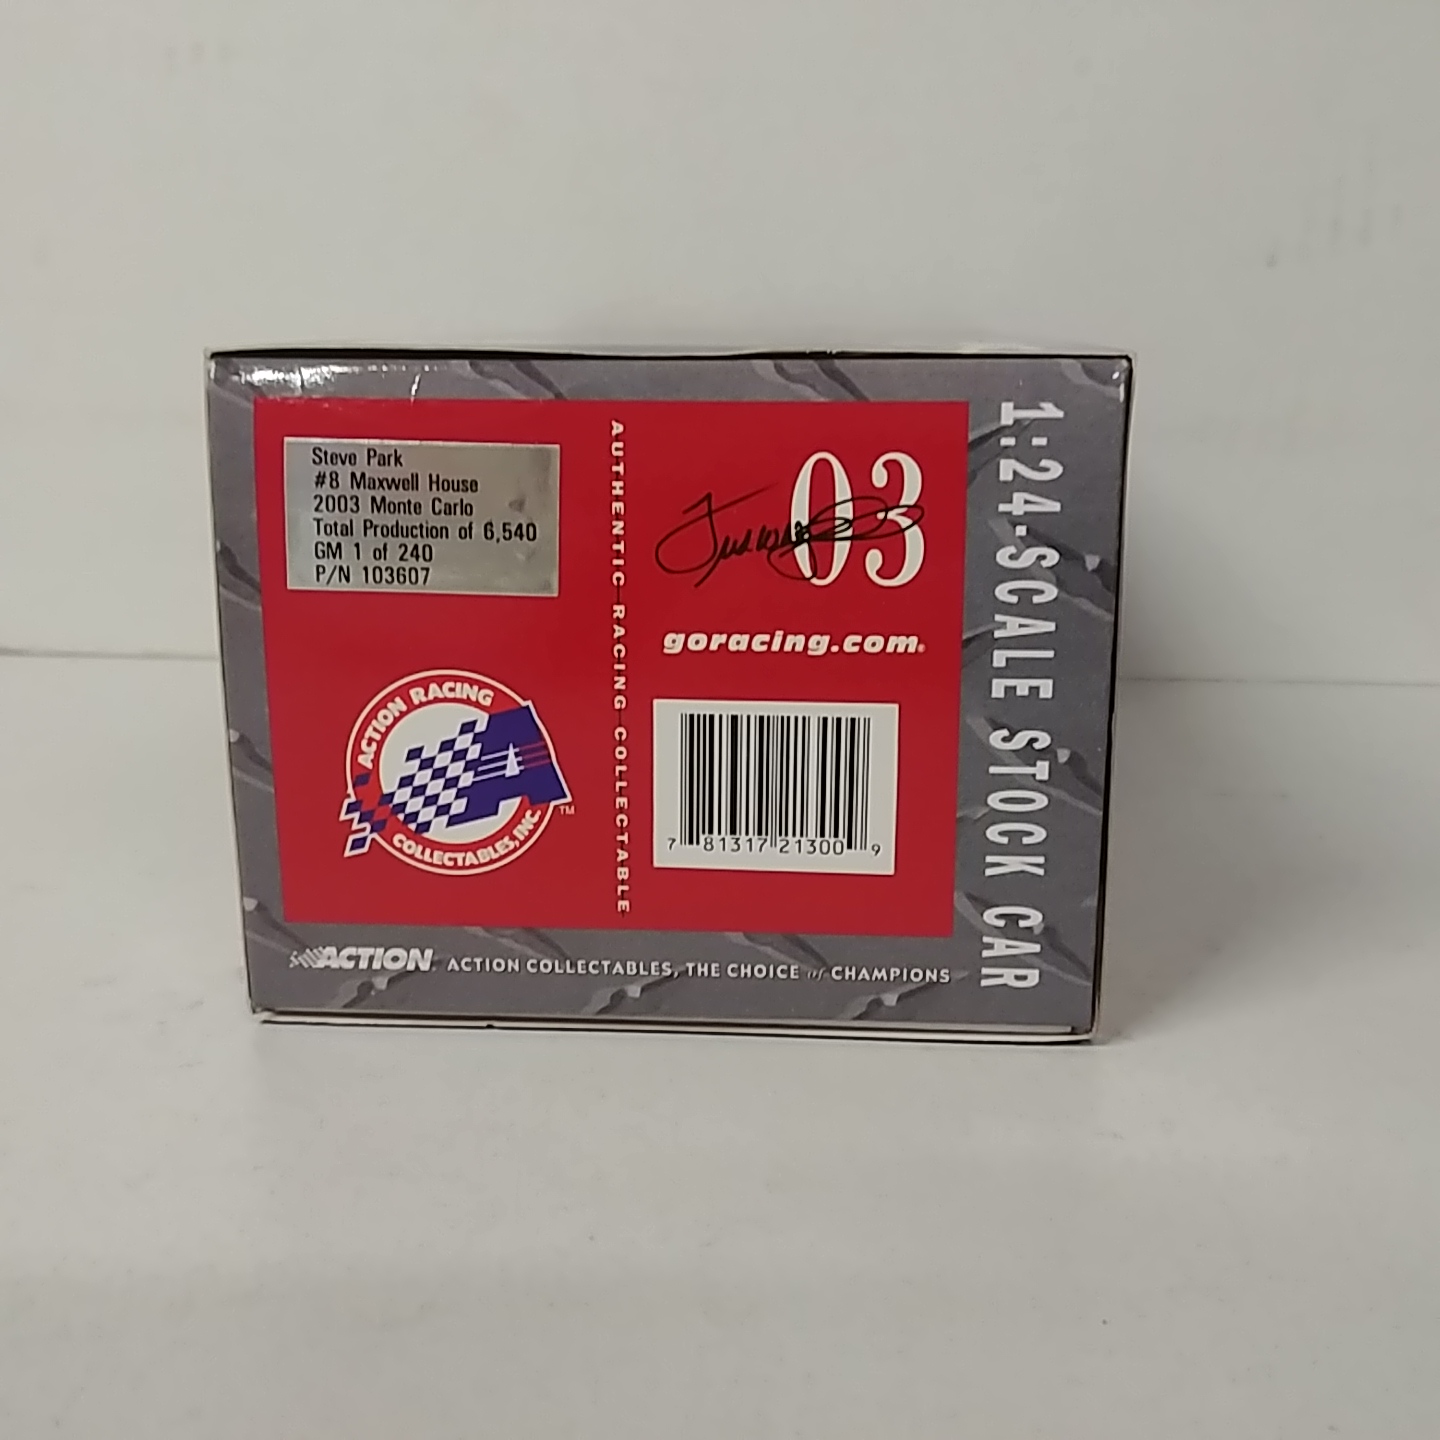 Steve Park
#8 Maxwell House
2003 Monte Carlo
Total Production of 6,540
GM 1 of 240
P/N 103607
ACTION RACING
COLLECTABLES, INC.
TM
AUTHENTIC RACING COLLECTABLE
03
goracing.com
7 81317 21300 9
1:24-SCALE STOCK CAR
ACTION
ACTION COLLECTABLES, THE CHOICE of CHAMPIONS